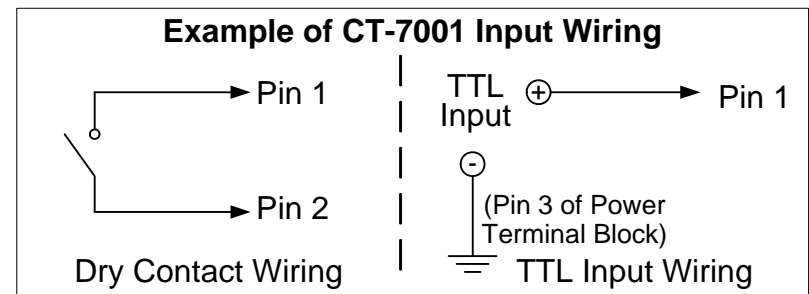 Example of CT-7001 Input Wiring
Pin 1
Pin 2
Dry Contact Wiring
TTL
Input
+
Pin 1
-
(Pin 3 of Power
Terminal Block)
TTL Input Wiring